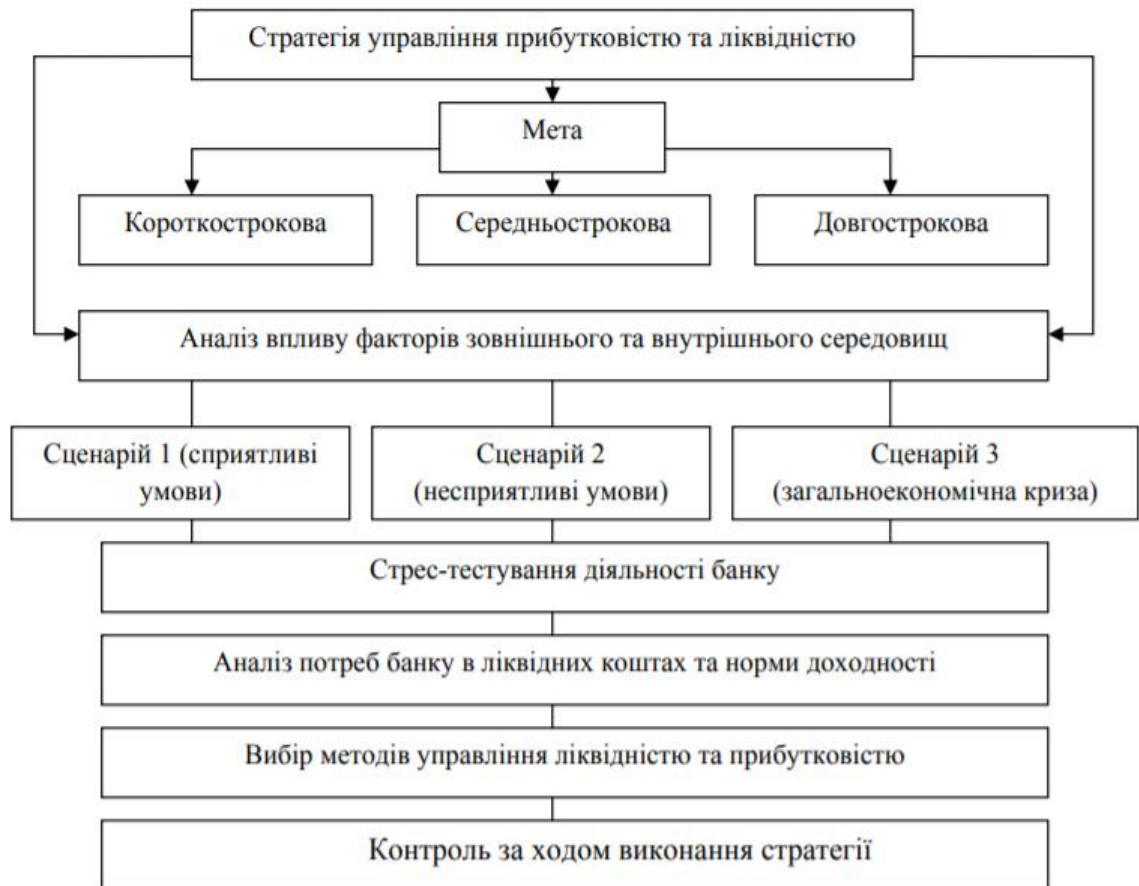 Стратегія управління прибутковістю та ліквідністю
Мета
Короткострокова
Середньострокова
Довгострокова
Аналіз впливу факторів зовнішнього та внутрішнього середовищ
Сценарій 1 (сприятливі
умови)
Сценарій 2
(несприятливі умови)
Сценарій 3
(загальноекономічна криза)
Стрес-тестування діяльності банку
Аналіз потреб банку в ліквідних коштах та норми доходності
Вибір методів управління ліквідністю та прибутковістю
Контроль за ходом виконання стратегії